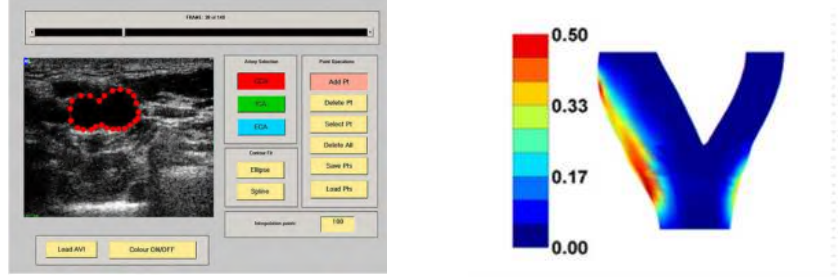 FRAME: 38 of 148
Artery Selection
CCA
ICA
ECA
Contour Fit
Ellipse
Spline
Point Operations
Add Pt
Delete Pt
Select Pt
Delete All
Save Pts
Load Pts
Interpolation points:
100
Load AVI
Colour ON/OFF
0.50
0.33
0.17
0.00